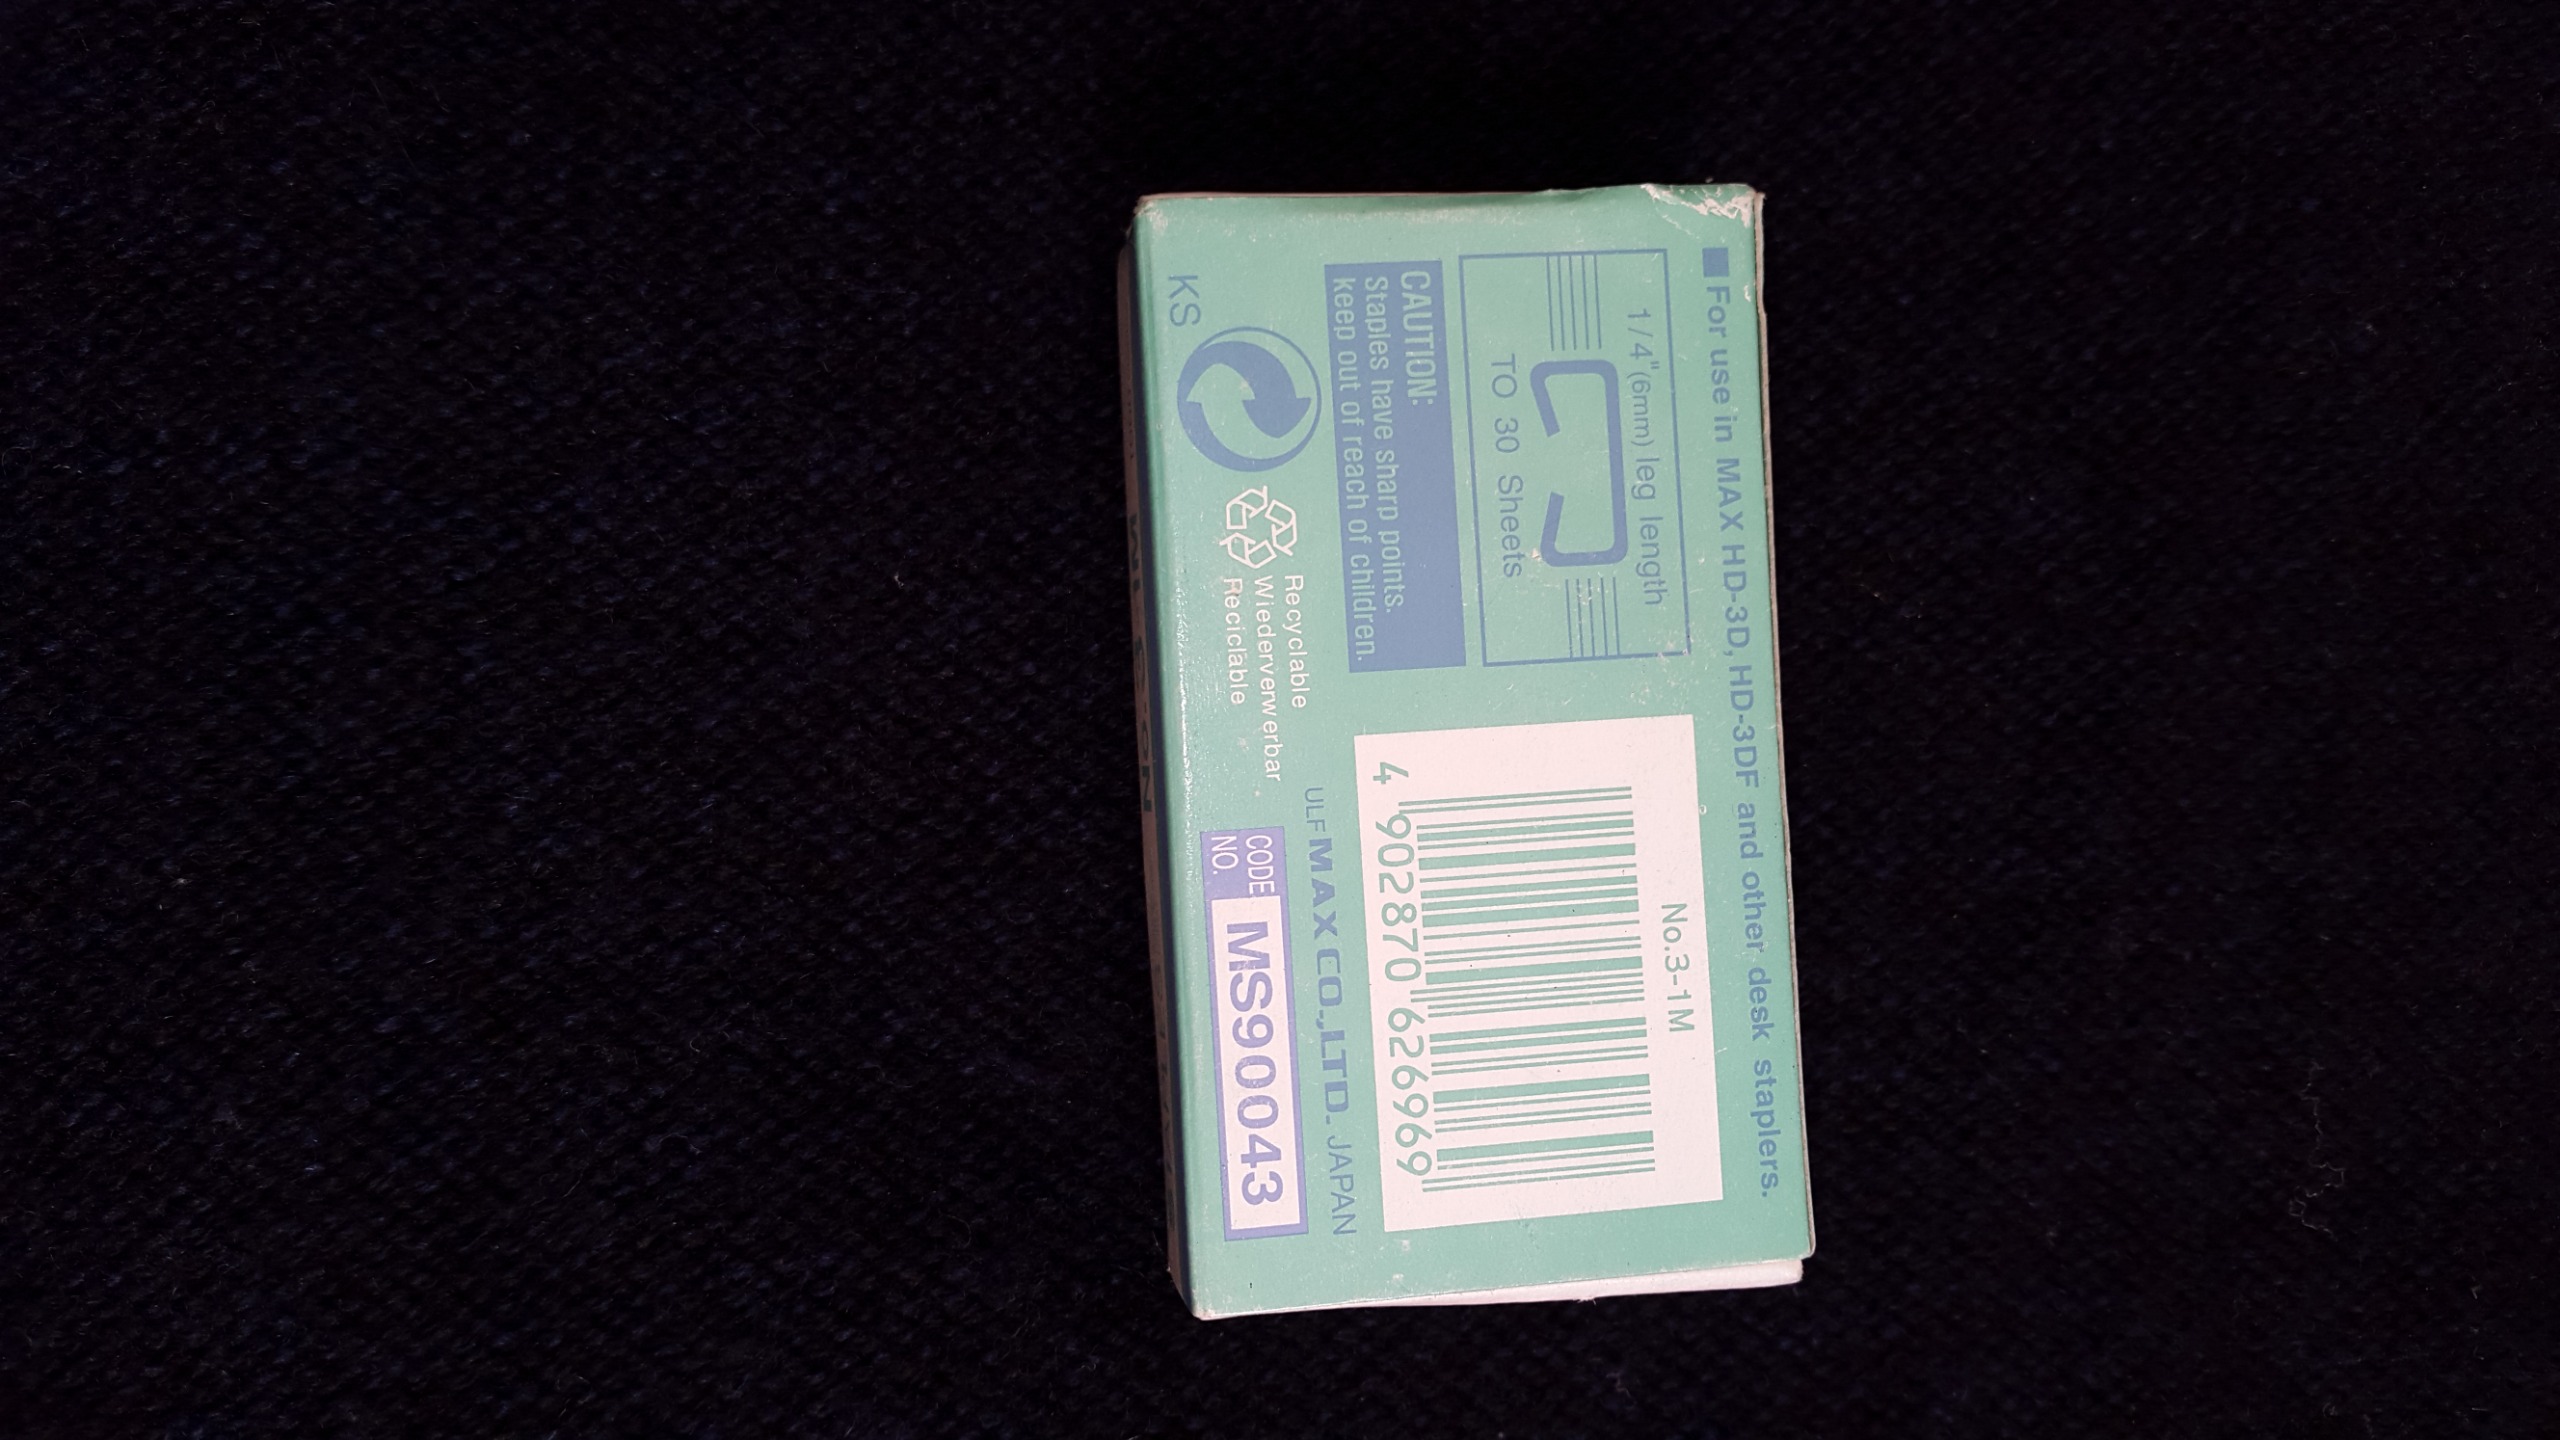 ■For use in MAX HD-3D, HD-3DF and other desk staplers.
1/4"(6mm) leg length
TO 30 Sheets
CAUTION:
Staples have sharp points.
keep out of reach of children.
KS
Recyclable
Wiederverwerbar
Reciclable
No.3-1M
4 902870 626969
ULF MAX CO.,LTD. JAPAN
CODE NO. MS90043